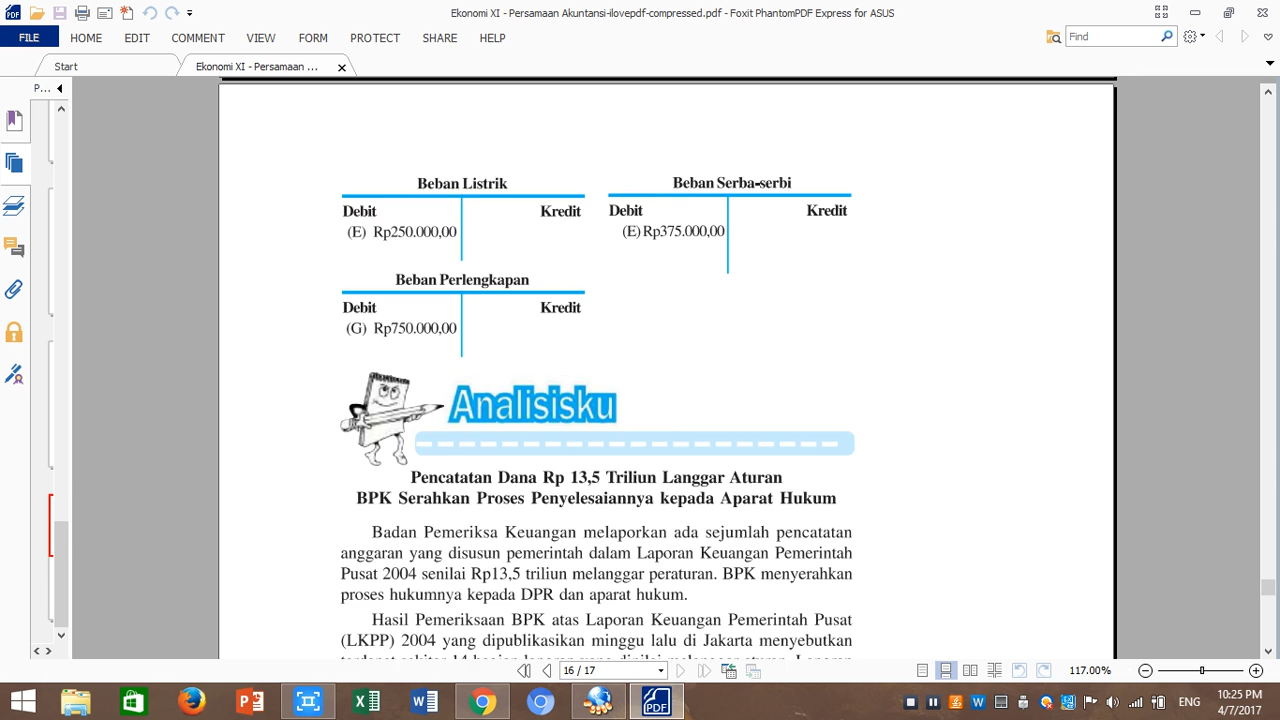 Ekonomi XI - Persamaan Akuntansi-ilovepdf-compressed.pdf - Foxit PhantomPDF Express for ASUS
FILE HOME EDIT COMMENT VIEW FORM PROTECT SHARE HELP
Find
Start
Ekonomi XI - Persamaan ...
P...
Beban Listrik
Debit Kredit
(E) Rp250.000,00
Beban Serba-serbi
Debit Kredit
(E) Rp375.000,00
Beban Perlengkapan
Debit Kredit
(G) Rp750.000,00
Analisisku
Pencatatan Dana Rp 13,5 Triliun Langgar Aturan
BPK Serahkan Proses Penyelesaiannya kepada Aparat Hukum
Badan Pemeriksa Keuangan melaporkan ada sejumlah pencatatan
anggaran yang disusun pemerintah dalam Laporan Keuangan Pemerintah
Pusat 2004 senilai Rp13,5 triliun melanggar peraturan. BPK menyerahkan
proses hukumnya kepada DPR dan aparat hukum.
Hasil Pemeriksaan BPK atas Laporan Keuangan Pemerintah Pusat
(LKPP) 2004 yang dipublikasikan minggu lalu di Jakarta menyebutkan
16 / 17
117.00%
ENG
10:25 PM
4/7/2017